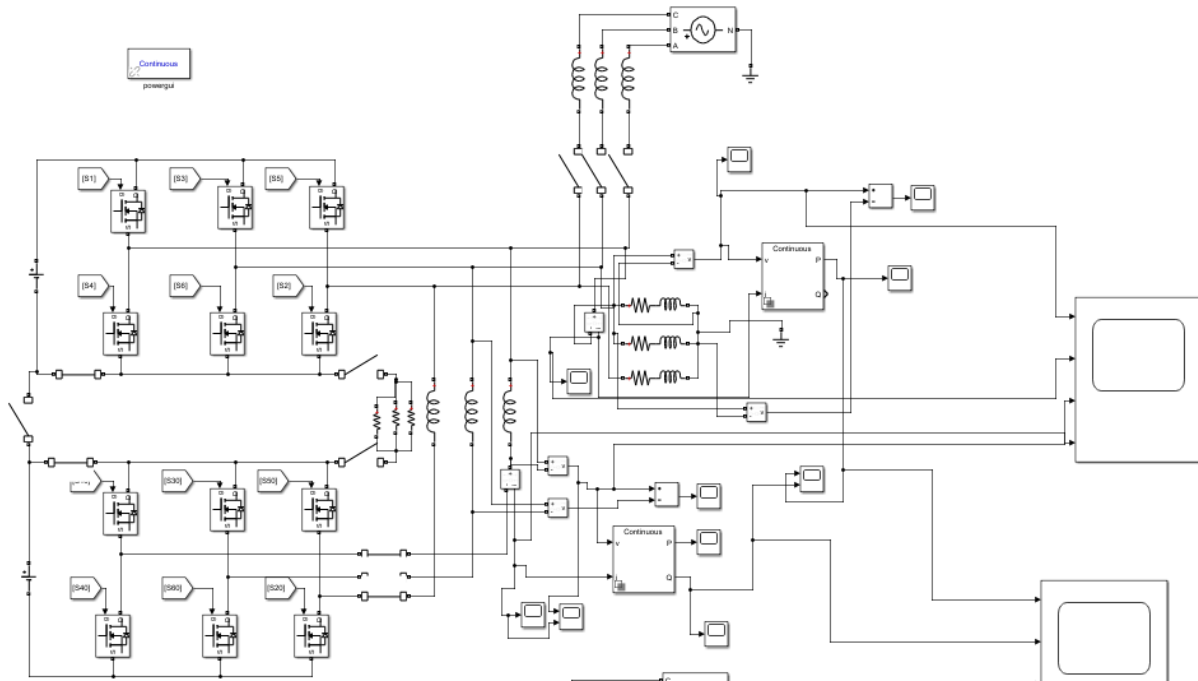 C
B
A
N
Continuous
powergui
[S1]
[S3]
[S5]
[S4]
[S6]
[S2]
Continuous
v
P
Q
v
v
[S30]
[S50]
v
v
Continuous
v
P
Q
[S40]
[S60]
[S20]
C